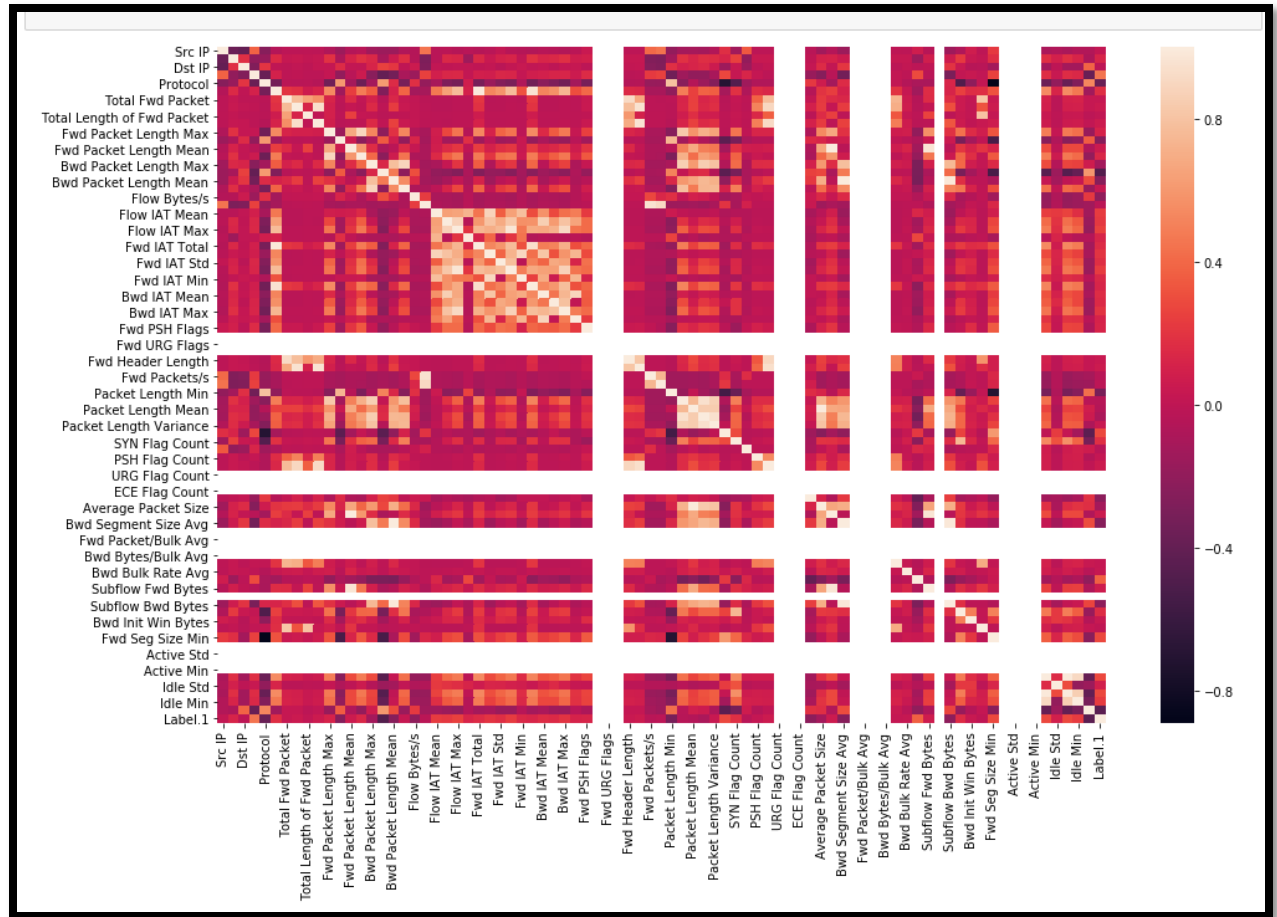 Src IP
Dst IP
Protocol
Total Fwd Packet
Total Length of Fwd Packet
Fwd Packet Length Max
Fwd Packet Length Mean
Bwd Packet Length Max
Bwd Packet Length Mean
Flow Bytes/s
Flow IAT Mean
Flow IAT Max
Fwd IAT Total
Fwd IAT Std
Fwd IAT Min
Bwd IAT Mean
Bwd IAT Max
Fwd PSH Flags
Fwd URG Flags
Fwd Header Length
Fwd Packets/s
Packet Length Min
Packet Length Mean
Packet Length Variance
SYN Flag Count
PSH Flag Count
URG Flag Count
ECE Flag Count
Average Packet Size
Bwd Segment Size Avg
Fwd Packet/Bulk Avg
Bwd Bytes/Bulk Avg
Bwd Bulk Rate Avg
Subflow Fwd Bytes
Subflow Bwd Bytes
Bwd Init Win Bytes
Fwd Seg Size Min
Active Std
Active Min
Idle Std
Idle Min
Label.1
Src IP
Dst IP
Protocol
Total Fwd Packet
Total Length of Fwd Packet
Fwd Packet Length Max
Fwd Packet Length Mean
Bwd Packet Length Max
Bwd Packet Length Mean
Flow Bytes/s
Flow IAT Mean
Flow IAT Max
Fwd IAT Total
Fwd IAT Std
Fwd IAT Min
Bwd IAT Mean
Bwd IAT Max
Fwd PSH Flags
Fwd URG Flags
Fwd Header Length
Fwd Packets/s
Packet Length Min
Packet Length Mean
Packet Length Variance
SYN Flag Count
PSH Flag Count
URG Flag Count
ECE Flag Count
Average Packet Size
Bwd Segment Size Avg
Fwd Packet/Bulk Avg
Bwd Bytes/Bulk Avg
Bwd Bulk Rate Avg
Subflow Fwd Bytes
Subflow Bwd Bytes
Bwd Init Win Bytes
Fwd Seg Size Min
Active Std
Active Min
Idle Std
Idle Min
Label.1
0.8
0.4
0.0
−0.4
−0.8